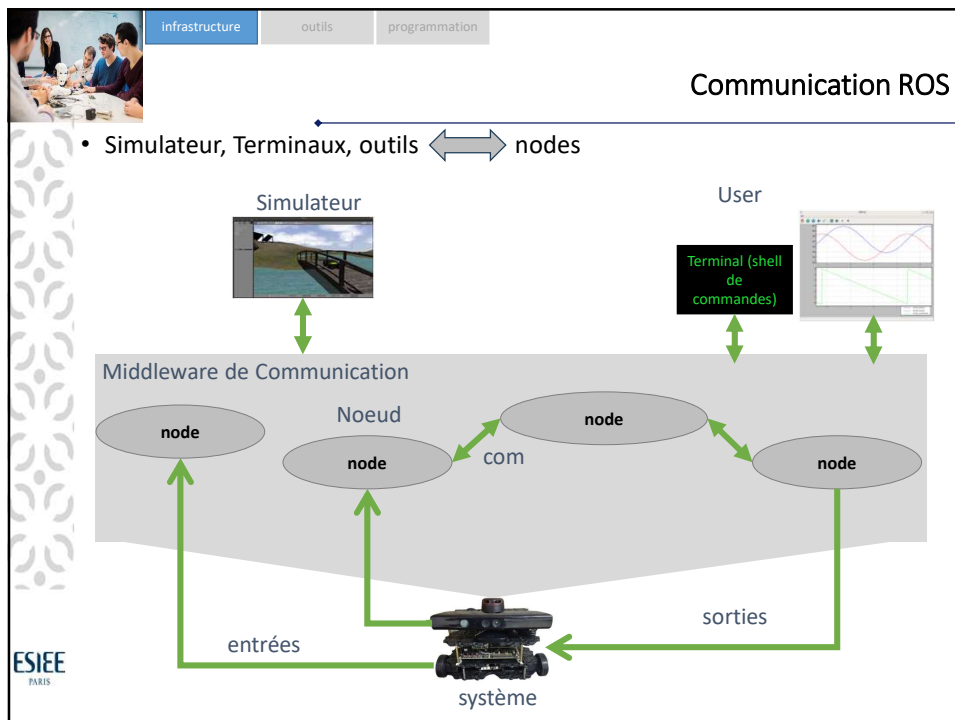 infrastructure
outils
programmation
Communication ROS
• Simulateur, Terminaux, outils
nodes
Simulateur
User
Terminal (shell
de
commandes)
Middleware de Communication
Noeud
node
node
node
node
com
entrées
sorties
système
ESIEE
PARIS